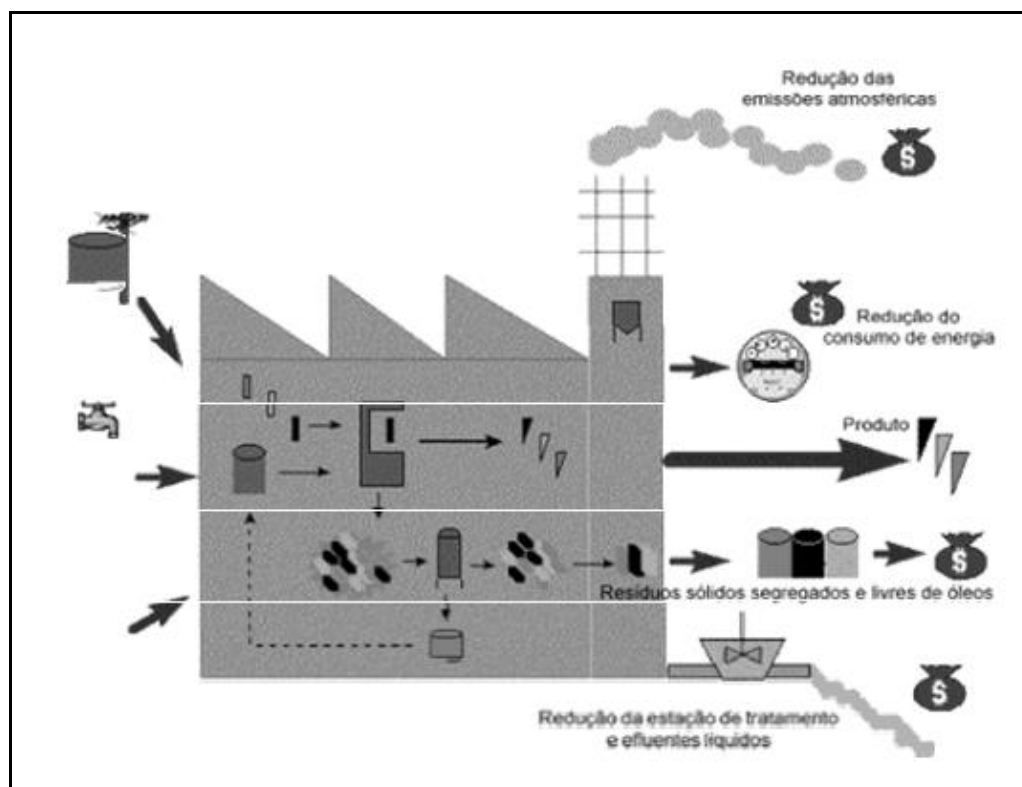 Redução das
emissões atmosféricas
$
$
Redução do
consumo de energia
Produto
$
Resíduos sólidos segregados e livres de óleos
$
Redução da estação de tratamento
e efluentes líquidos